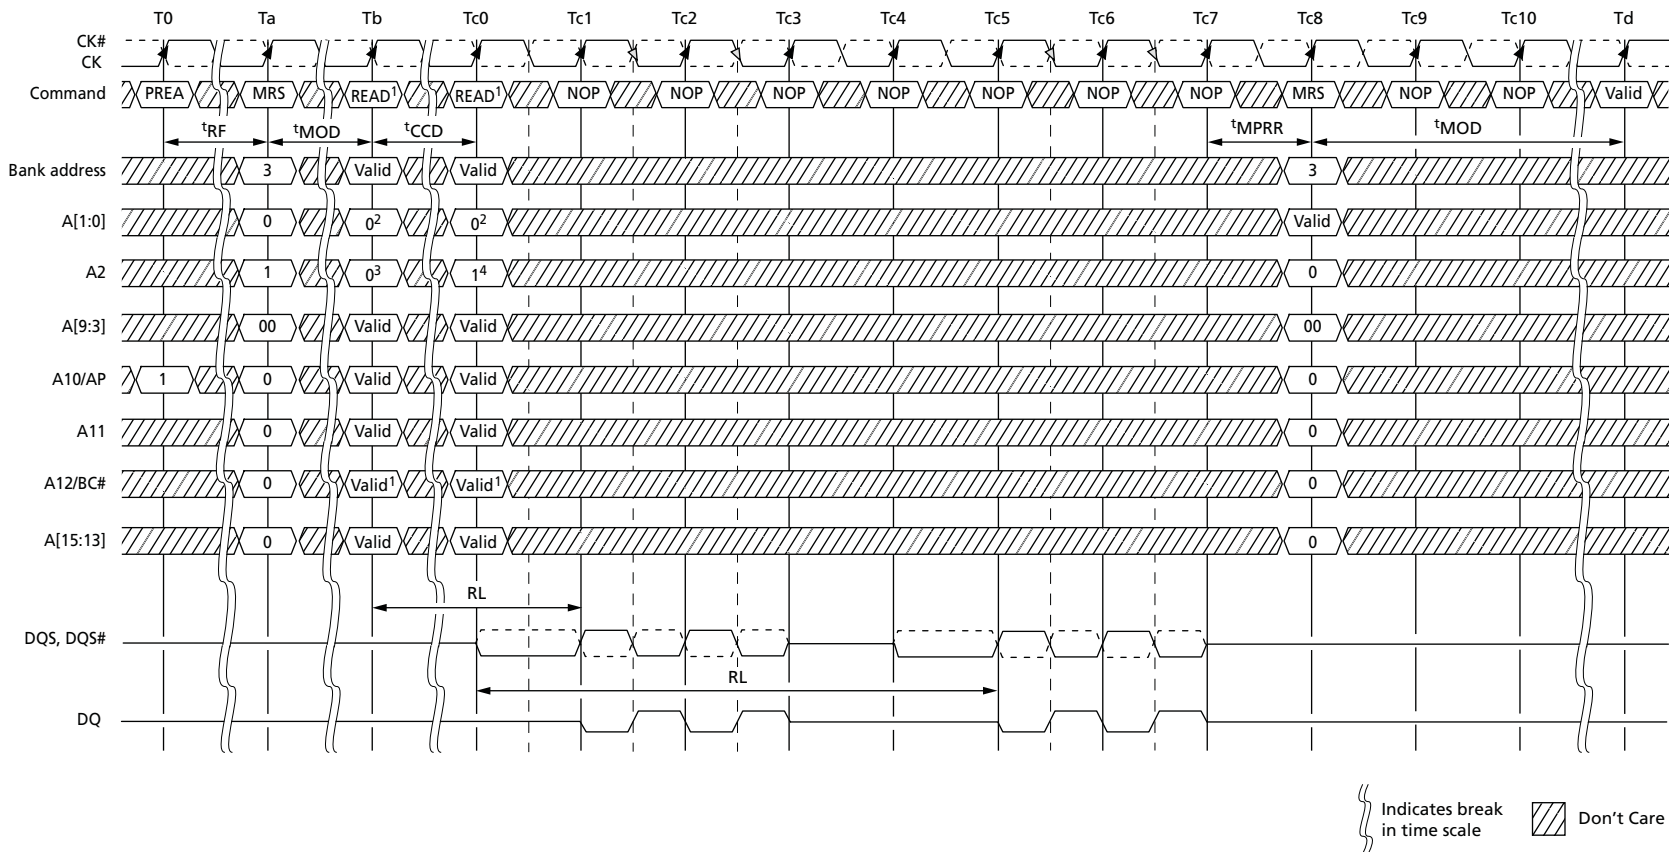 T0 Ta Tb Tc0 Tc1 Tc2 Tc3 Tc4 Tc5 Tc6 Tc7 Tc8 Tc9 Tc10 Td
CK#
CK
Command PREA MRS READ¹ READ¹ NOP NOP NOP NOP NOP NOP NOP MRS NOP NOP Valid
tRF tMOD tCCD tMPRR tMOD
Bank address 3 Valid Valid 3
A[1:0] 0 0² 0² Valid
A2 1 0³ 1⁴ 0
A[9:3] 00 Valid Valid 00
A10/AP 1 0 Valid Valid 0
A11 0 Valid Valid 0
A12/BC# 0 Valid¹ Valid¹ 0
A[15:13] 0 Valid Valid 0
RL
DQS, DQS#
RL
DQ
Indicates break
in time scale
Don't Care